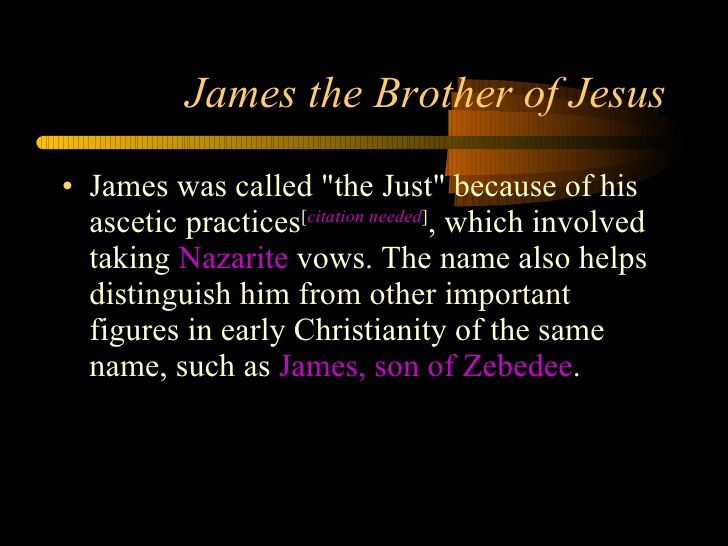 James the Brother of Jesus
• James was called "the Just" because of his
ascetic practices[citation needed], which involved
taking Nazarite vows. The name also helps
distinguish him from other important
figures in early Christianity of the same
name, such as James, son of Zebedee.